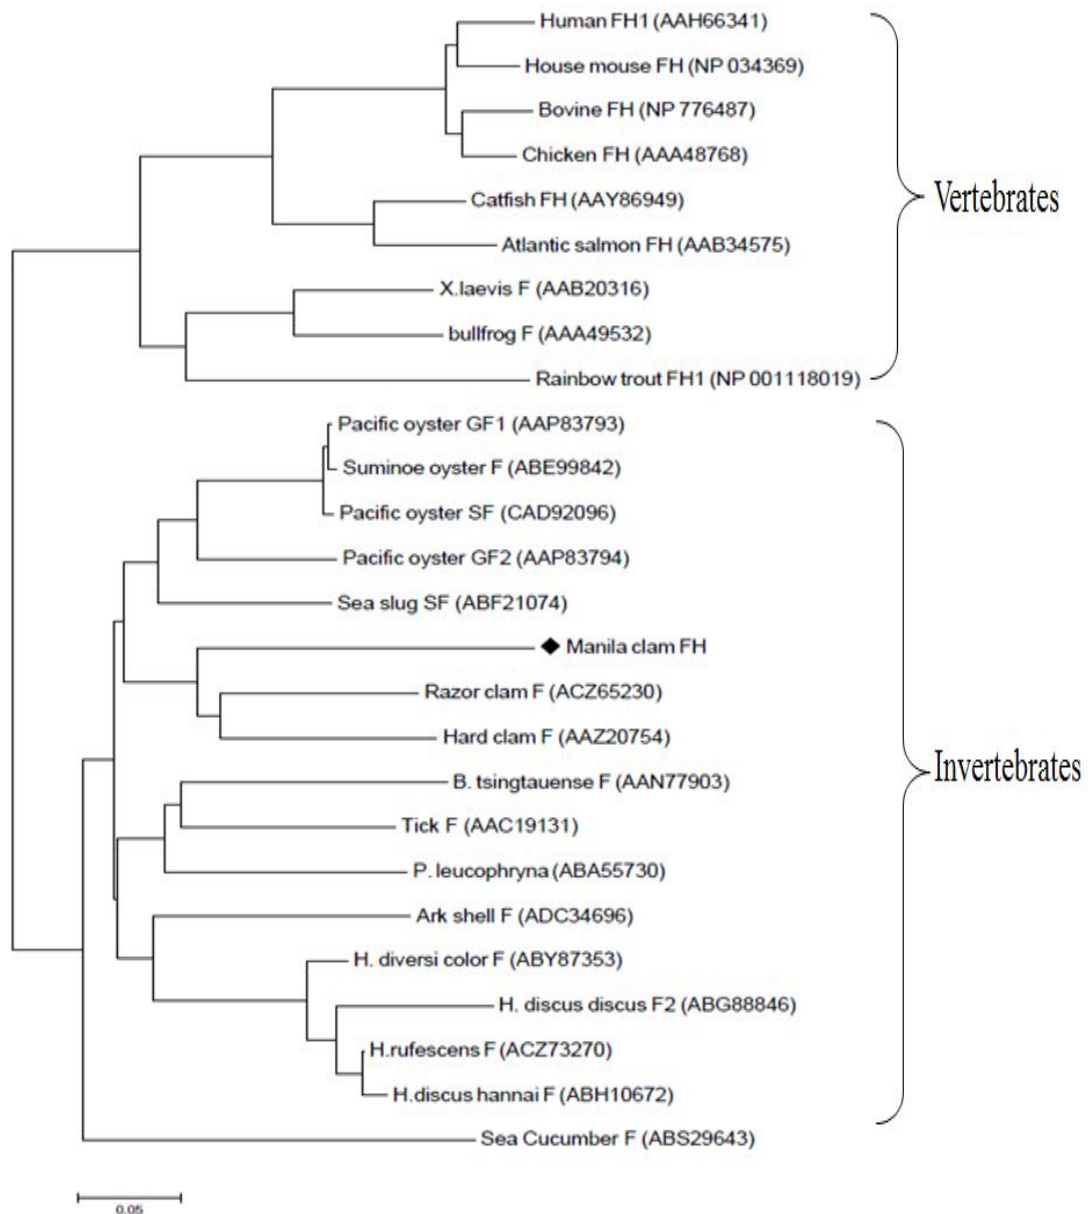 Human FH1 (AAH66341)
House mouse FH (NP 034369)
Bovine FH (NP 776487)
Chicken FH (AAA48768)
Catfish FH (AAY86949)
Vertebrates
Atlantic salmon FH (AAB34575)
X.laevis F (AAB20316)
bullfrog F (AAA49532)
Rainbow trout FH1 (NP 001118019)
Pacific oyster GF1 (AAP83793)
Suminoe oyster F (ABE99842)
Pacific oyster SF (CAD92096)
Pacific oyster GF2 (AAP83794)
Sea slug SF (ABF21074)
Manila clam FH
Razor clam F (ACZ65230)
Hard clam F (AAZ20754)
Invertebrates
B. tsingtauense F (AAN77903)
Tick F (AAC19131)
P. leucophryna (ABA55730)
Ark shell F (ADC34696)
H. diversi color F (ABY87353)
H. discus discus F2 (ABG88846)
H.rufescens F (ACZ73270)
H.discus hannai F (ABH10672)
Sea Cucumber F (ABS29643)
0.05